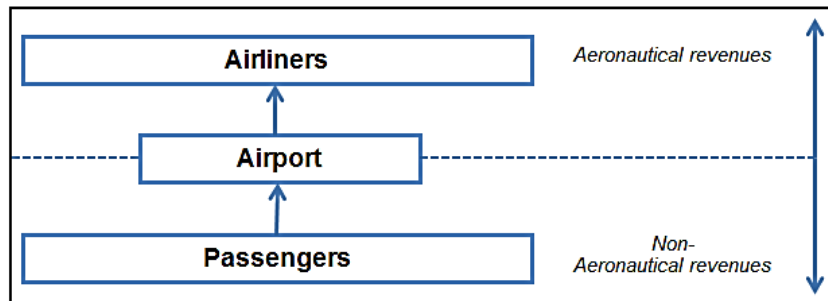 Airliners
Aeronautical revenues
Airport
Passengers
Non-
Aeronautical revenues